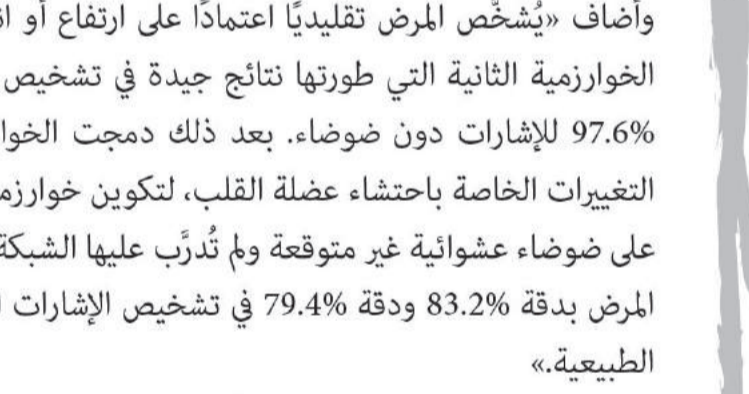 وأضاف «يُشخَّص المرض تقليديًا اعتمادًا على ارتفاع أو
الخوارزمية الثانية التي طورتها نتائج جيدة في تشخيص
97.6% للإشارات دون ضوضاء. بعد ذلك دمجت
التغييرات الخاصة باحتشاء عضلة القلب، لتكوين
على ضوضاء عشوائية غير متوقعة ولم تُدرَّب عليها الشبكة
المرض بدقة 83.2% ودقة 79.4% في تشخيص الإشارات
الطبيعية.»